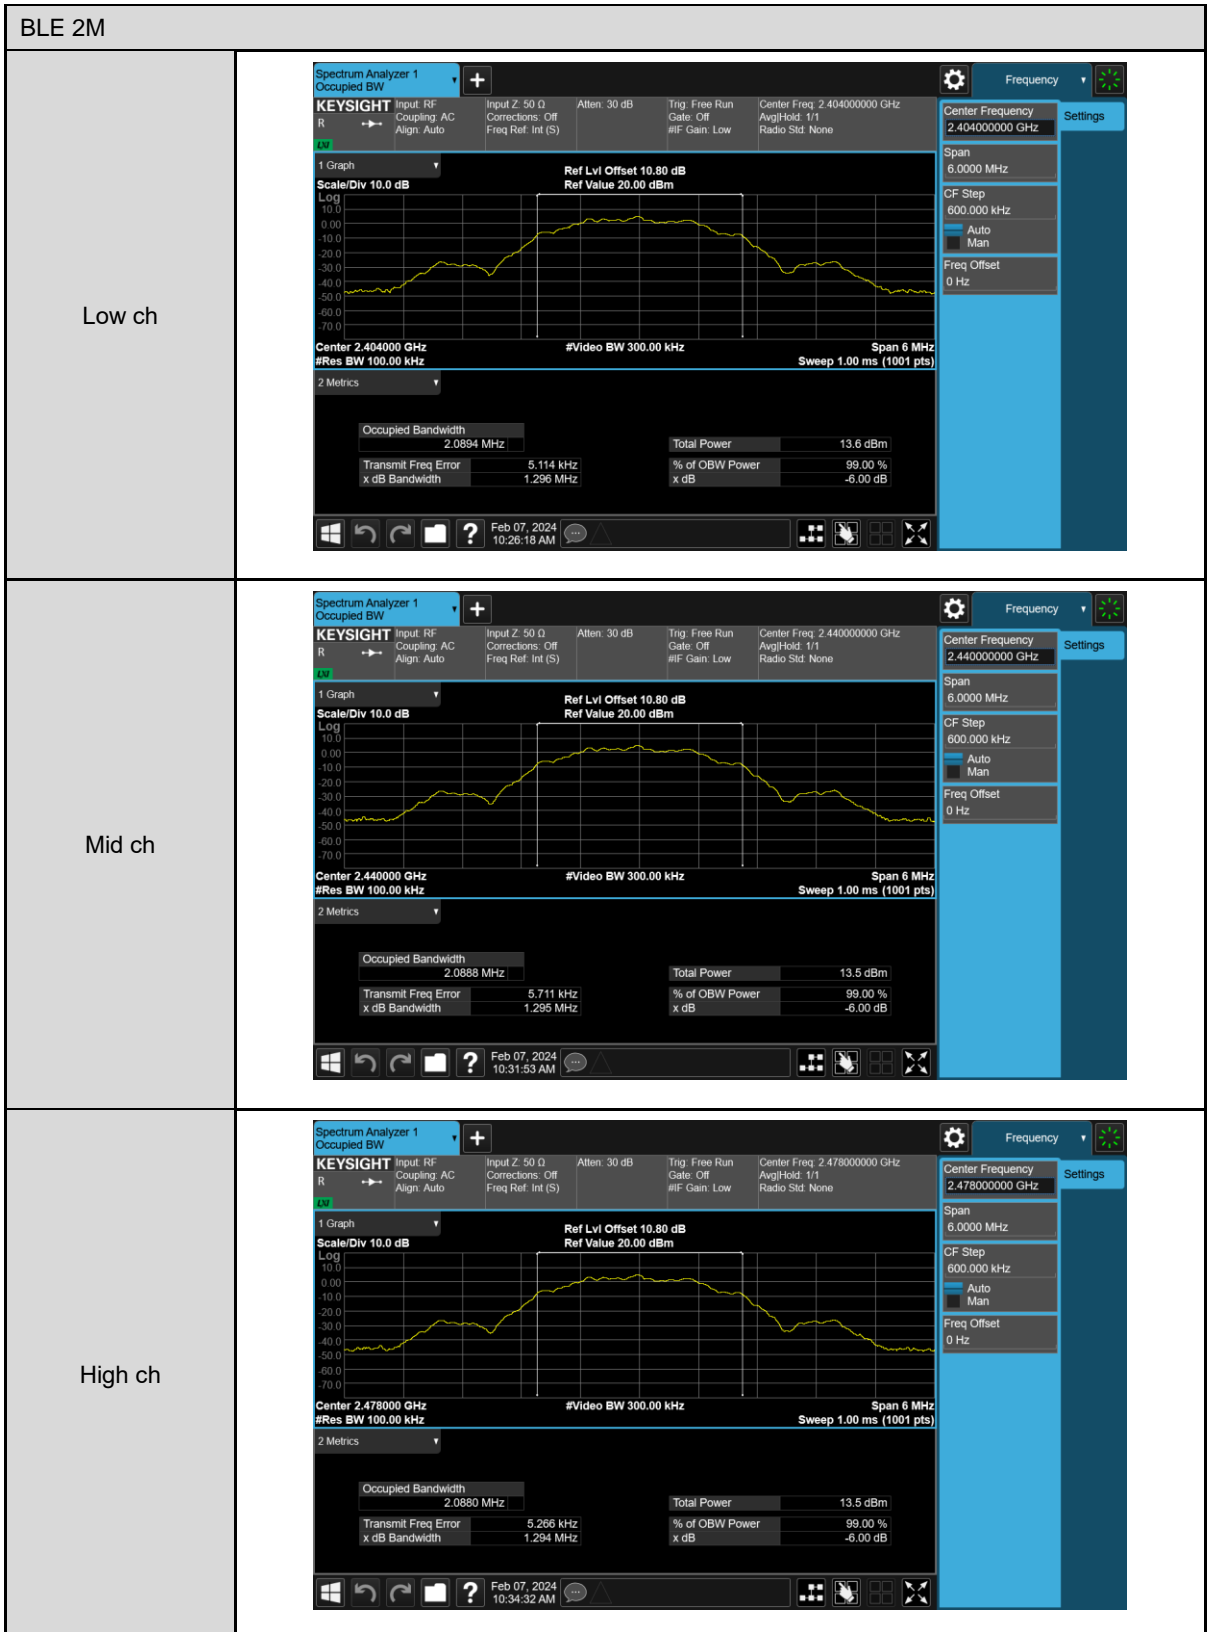 BLE 2M
Low ch
Spectrum Analyzer 1
Occupied BW
Frequency
KEYSIGHT
R
LXI
Input: RF
Coupling: AC
Align: Auto
Input Z: 50 Ω
Corrections: Off
Freq Ref: Int (S)
Atten: 30 dB
Trig: Free Run
Gate: Off
#IF Gain: Low
Center Freq: 2.404000000 GHz
Avg|Hold: 1/1
Radio Std: None
Center Frequency
2.404000000 GHz
Settings
Span
6.0000 MHz
CF Step
600.000 kHz
Auto
Man
Freq Offset
0 Hz
1 Graph
Scale/Div 10.0 dB
Ref Lvl Offset 10.80 dB
Ref Value 20.00 dBm
Log
10.0
0.00
-10.0
-20.0
-30.0
-40.0
-50.0
-60.0
-70.0
Center 2.404000 GHz
#Video BW 300.00 kHz
Span 6 MHz
#Res BW 100.00 kHz
Sweep 1.00 ms (1001 pts)
2 Metrics
Occupied Bandwidth
2.0894 MHz
Total Power 13.6 dBm
Transmit Freq Error 5.114 kHz
% of OBW Power 99.00 %
x dB Bandwidth 1.296 MHz
x dB -6.00 dB
?
Feb 07, 2024
10:26:18 AM
Mid ch
Spectrum Analyzer 1
Occupied BW
Frequency
KEYSIGHT
R
LXI
Input: RF
Coupling: AC
Align: Auto
Input Z: 50 Ω
Corrections: Off
Freq Ref: Int (S)
Atten: 30 dB
Trig: Free Run
Gate: Off
#IF Gain: Low
Center Freq: 2.440000000 GHz
Avg|Hold: 1/1
Radio Std: None
Center Frequency
2.440000000 GHz
Settings
Span
6.0000 MHz
CF Step
600.000 kHz
Auto
Man
Freq Offset
0 Hz
1 Graph
Scale/Div 10.0 dB
Ref Lvl Offset 10.80 dB
Ref Value 20.00 dBm
Log
10.0
0.00
-10.0
-20.0
-30.0
-40.0
-50.0
-60.0
-70.0
Center 2.440000 GHz
#Video BW 300.00 kHz
Span 6 MHz
#Res BW 100.00 kHz
Sweep 1.00 ms (1001 pts)
2 Metrics
Occupied Bandwidth
2.0888 MHz
Total Power 13.5 dBm
Transmit Freq Error 5.711 kHz
% of OBW Power 99.00 %
x dB Bandwidth 1.295 MHz
x dB -6.00 dB
?
Feb 07, 2024
10:31:53 AM
High ch
Spectrum Analyzer 1
Occupied BW
Frequency
KEYSIGHT
R
LXI
Input: RF
Coupling: AC
Align: Auto
Input Z: 50 Ω
Corrections: Off
Freq Ref: Int (S)
Atten: 30 dB
Trig: Free Run
Gate: Off
#IF Gain: Low
Center Freq: 2.478000000 GHz
Avg|Hold: 1/1
Radio Std: None
Center Frequency
2.478000000 GHz
Settings
Span
6.0000 MHz
CF Step
600.000 kHz
Auto
Man
Freq Offset
0 Hz
1 Graph
Scale/Div 10.0 dB
Ref Lvl Offset 10.80 dB
Ref Value 20.00 dBm
Log
10.0
0.00
-10.0
-20.0
-30.0
-40.0
-50.0
-60.0
-70.0
Center 2.478000 GHz
#Video BW 300.00 kHz
Span 6 MHz
#Res BW 100.00 kHz
Sweep 1.00 ms (1001 pts)
2 Metrics
Occupied Bandwidth
2.0880 MHz
Total Power 13.5 dBm
Transmit Freq Error 5.266 kHz
% of OBW Power 99.00 %
x dB Bandwidth 1.294 MHz
x dB -6.00 dB
?
Feb 07, 2024
10:34:32 AM